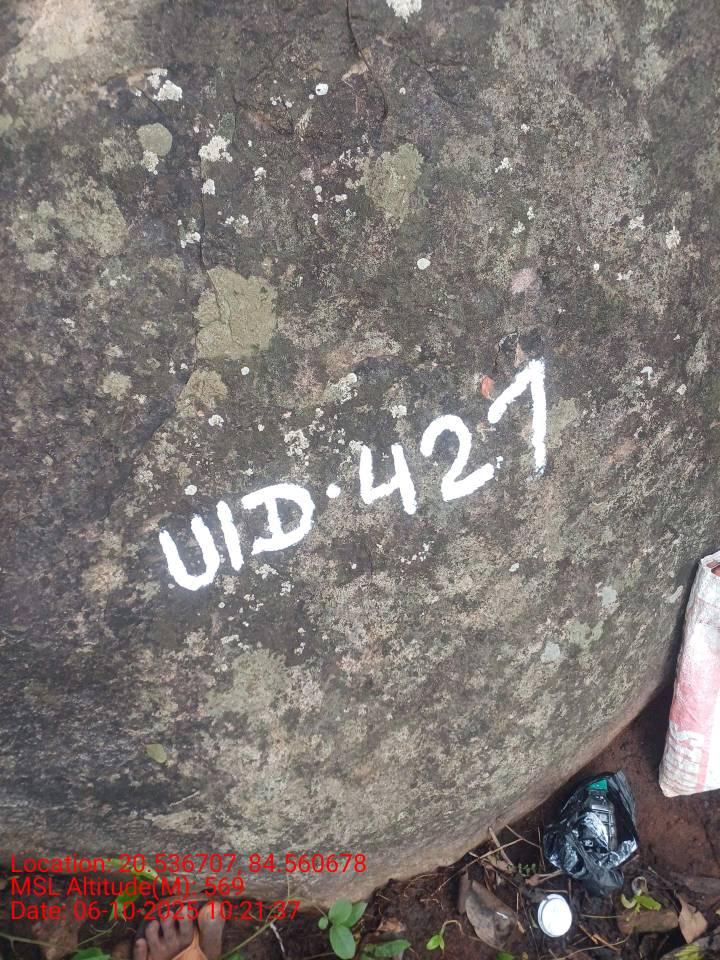 UID.427
Location: 20.536707, 84.560678
MSL Altitude(M). 569
Date: 06-10-2025 10:21:37